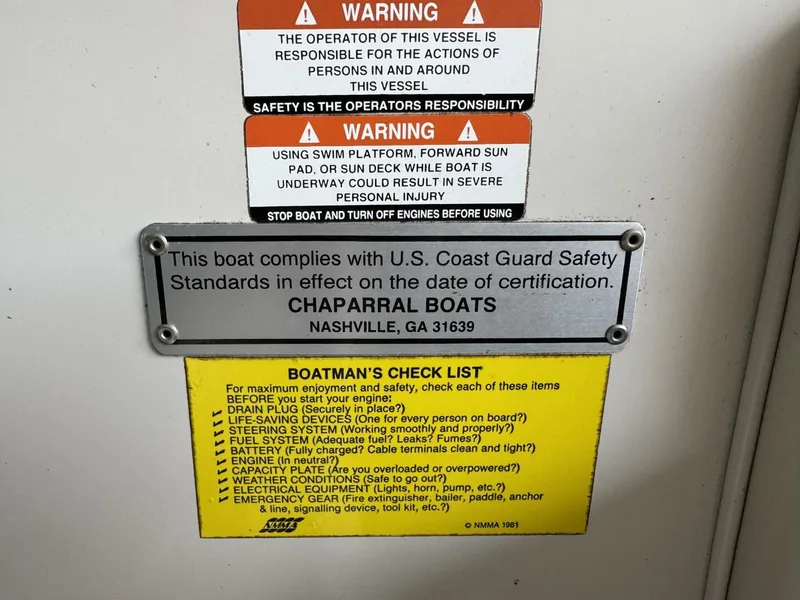 WARNING
THE OPERATOR OF THIS VESSEL IS
RESPONSIBLE FOR THE ACTIONS OF
PERSONS IN AND AROUND
THIS VESSEL
SAFETY IS THE OPERATORS RESPONSIBILITY
WARNING
USING SWIM PLATFORM, FORWARD SUN
PAD, OR SUN DECK WHILE BOAT IS
UNDERWAY COULD RESULT IN SEVERE
PERSONAL INJURY
STOP BOAT AND TURN OFF ENGINES BEFORE USING
This boat complies with U.S. Coast Guard Safety
Standards in effect on the date of certification.
CHAPARRAL BOATS
NASHVILLE, GA 31639
BOATMAN'S CHECK LIST
For maximum enjoyment and safety, check each of these items
BEFORE you start your engine:
DRAIN PLUG (Securely in place?)
LIFE-SAVING DEVICES (One for every person on board?)
STEERING SYSTEM (Working smoothly and properly?)
FUEL SYSTEM (Adequate fuel? Leaks? Fumes?)
BATTERY (Fully charged? Cable terminals clean and tight?)
ENGINE (In neutral?)
CAPACITY PLATE (Are you overloaded or overpowered?)
WEATHER CONDITIONS (Safe to go out?)
ELECTRICAL EQUIPMENT (Lights, horn, pump, etc.?)
EMERGENCY GEAR (Fire extinguisher, bailer, paddle, anchor
& line, signalling device, tool kit, etc.?)
NMMA © NMMA 1981